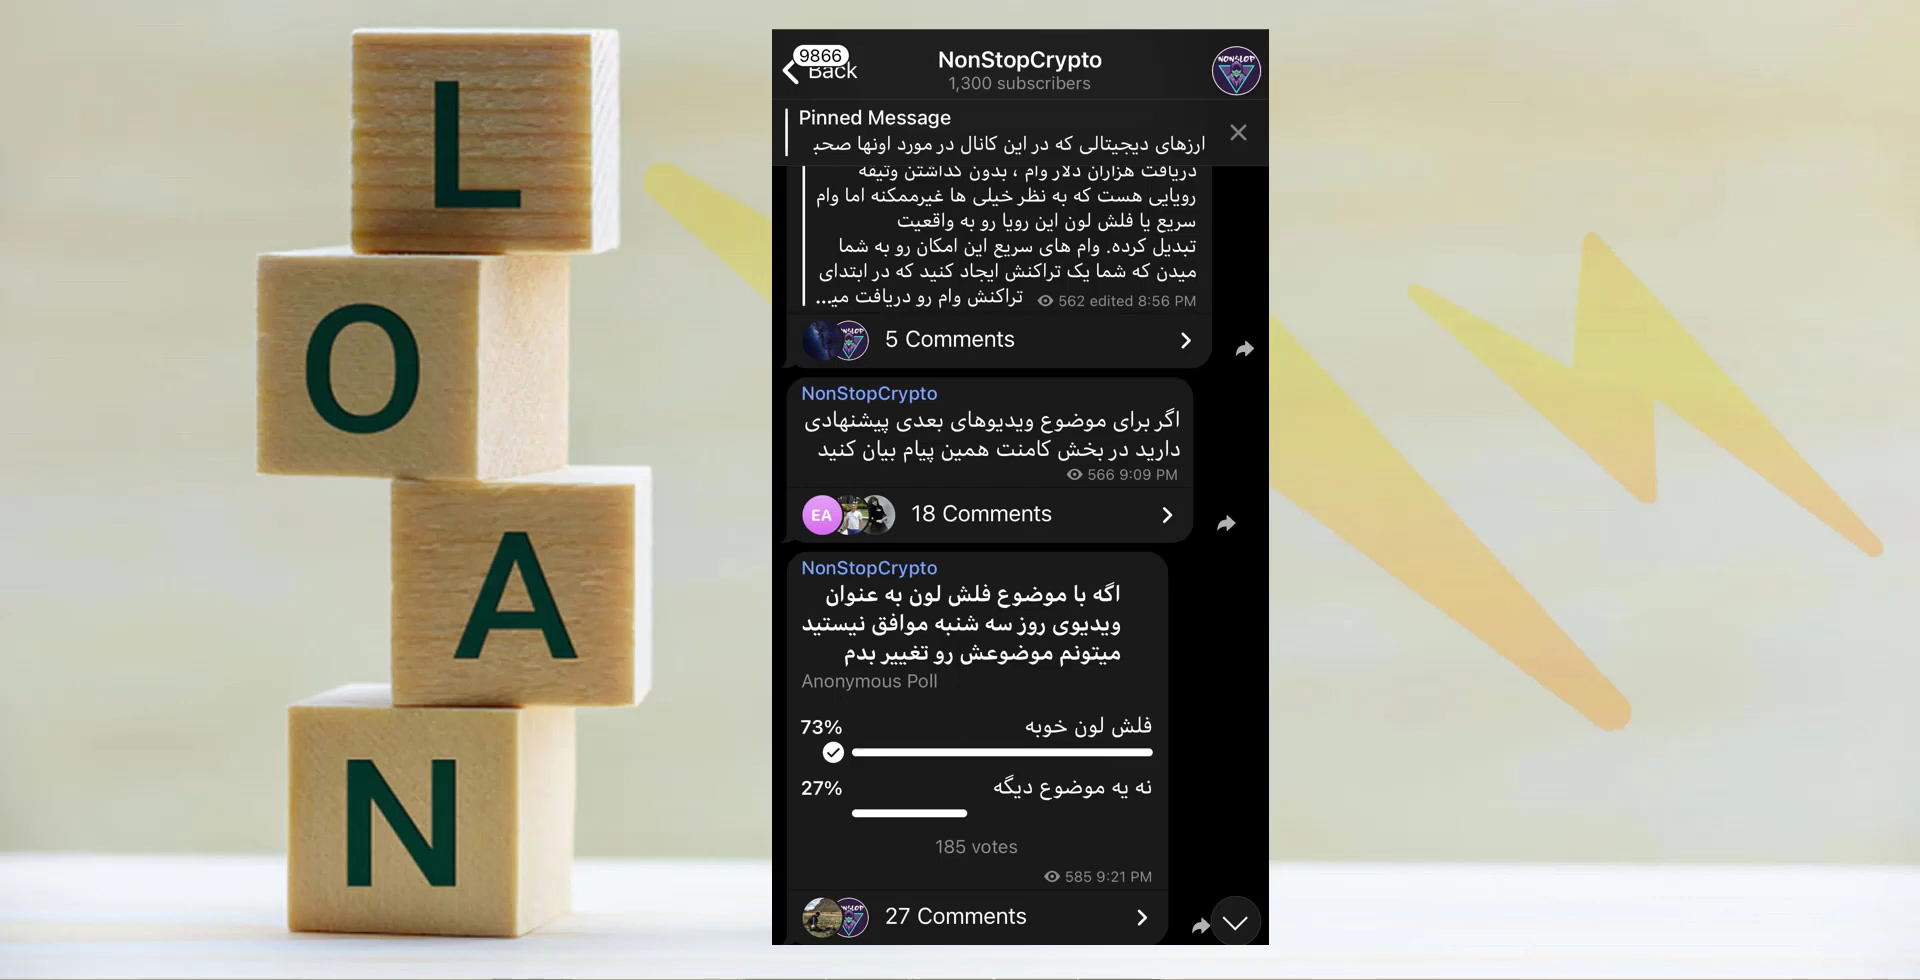 L
O
A
N
9866
Back
NonStopCrypto
1,300 subscribers
NONSLOP
Pinned Message
ارزهای دیجیتالی که در این کانال در مورد اونها صحبـ
دریافت هزاران دلار وام ، بدون گذاشتن وثیقه
رویایی هست که به نظر خیلی ها غیرممکنه اما وام
سریع یا فلش لون این رویا رو به واقعیت
تبدیل کرده. وام های سریع این امکان رو به شما
میدن که شما یک تراکنش ایجاد کنید که در ابتدای
تراکنش وام رو دریافت میـ...
562 edited 8:56 PM
5 Comments
NonStopCrypto
اگر برای موضوع ویدیوهای بعدی پیشنهادی
دارید در بخش کامنت همین پیام بیان کنید
566 9:09 PM
EA
18 Comments
NonStopCrypto
اگه با موضوع فلش لون به عنوان
ویدیوی روز سه شنبه موافق نیستید
میتونم موضوعش رو تغییر بدم
Anonymous Poll
73%
فلش لون خوبه
27%
نه یه موضوع دیگه
185 votes
585 9:21 PM
27 Comments